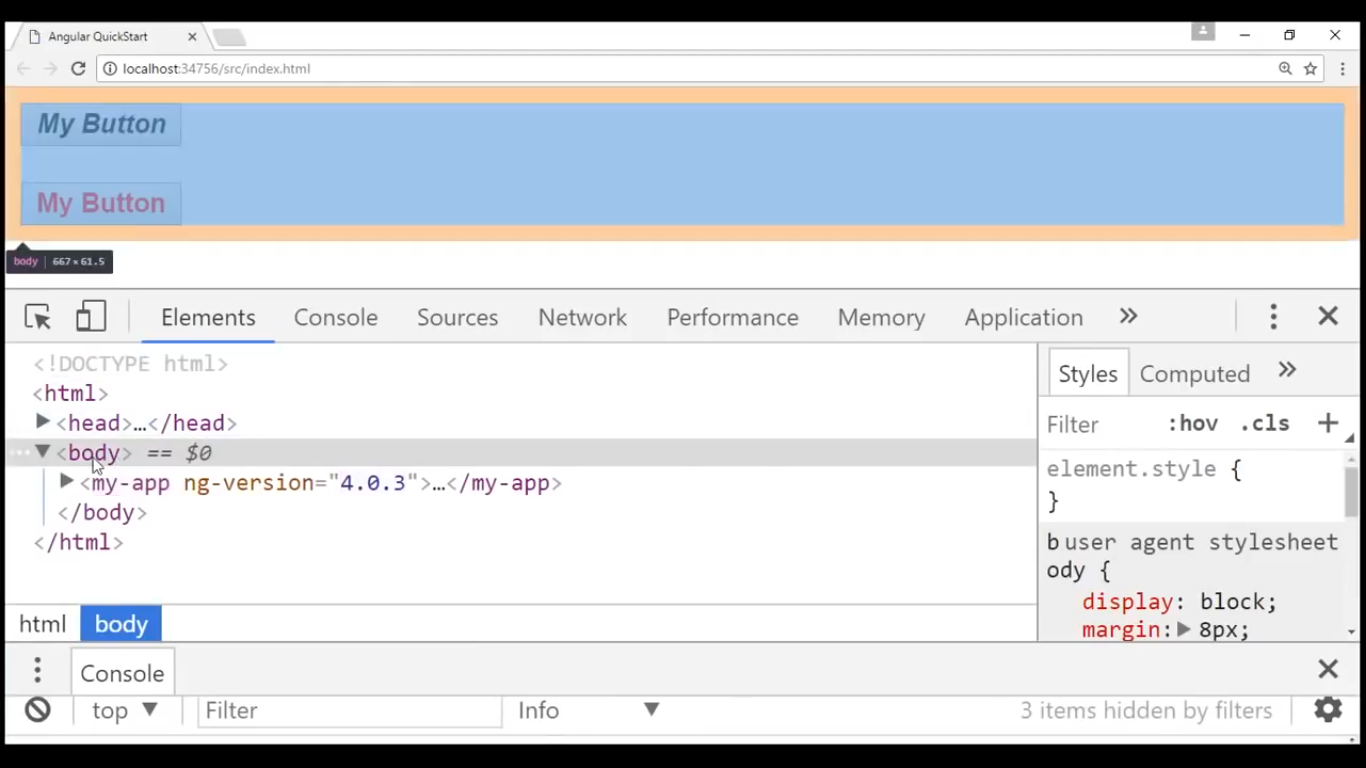 Angular QuickStart
localhost:34756/src/index.html
My Button
My Button
body | 667 × 61.5
Elements Console Sources Network Performance Memory Application »
<!DOCTYPE html>
<html>
<head>…</head>
<body> == $0
<my-app ng-version="4.0.3">…</my-app>
</body>
</html>
html body
Styles Computed »
Filter :hov .cls +
element.style {
}
b user agent stylesheet
ody {
display: block;
margin: 8px;
Console
top Filter Info 3 items hidden by filters